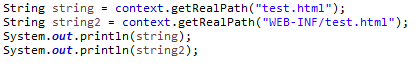 String string = context.getRealPath("test.html");
String string2 = context.getRealPath("WEB-INF/test.html");
System.out.println(string);
System.out.println(string2);